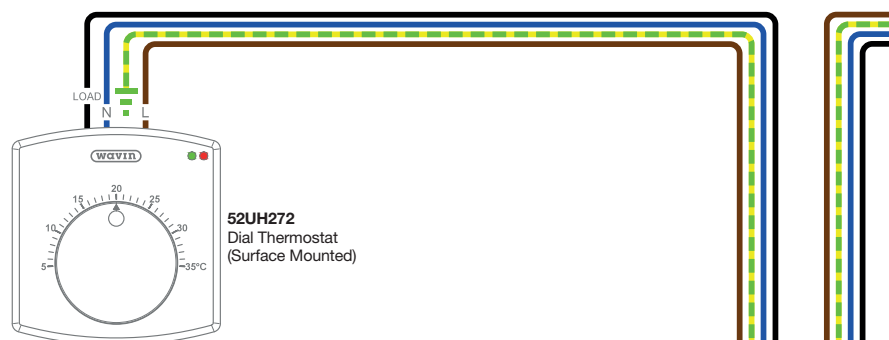 LOAD
N L
wavin
5 10 15 20 25 30 35°C
52UH272
Dial Thermostat
(Surface Mounted)